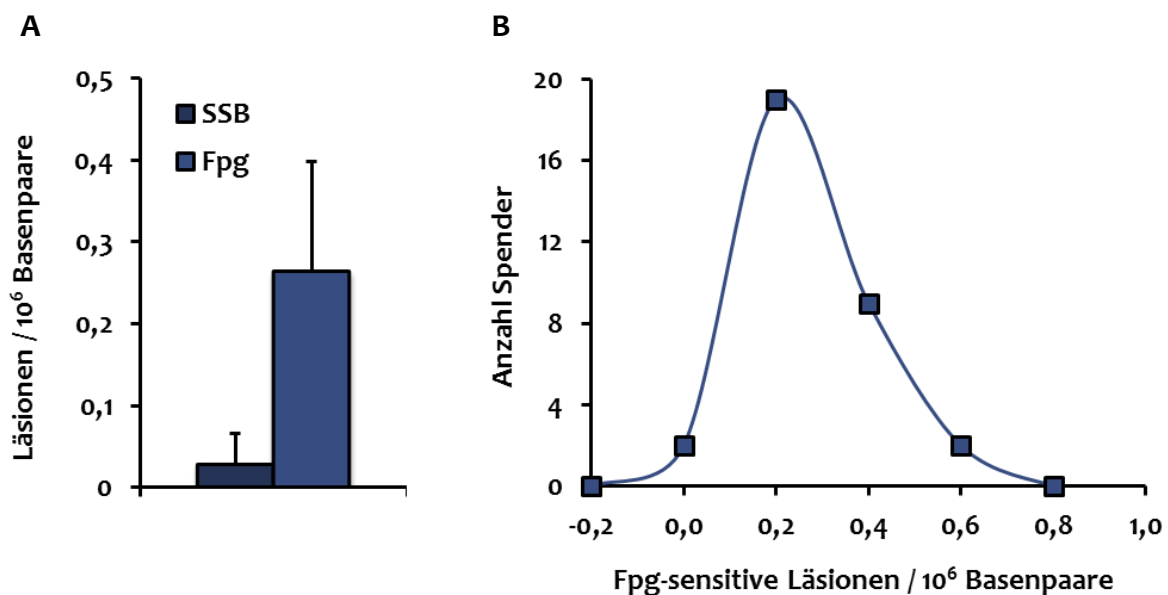 A
Läsionen / 10⁶ Basenpaare
0,5
0,4
0,3
0,2
0,1
0
SSB
Fpg
B
Anzahl Spender
20
16
12
8
4
0
-0,2 0,0 0,2 0,4 0,6 0,8 1,0
Fpg-sensitive Läsionen / 10⁶ Basenpaare